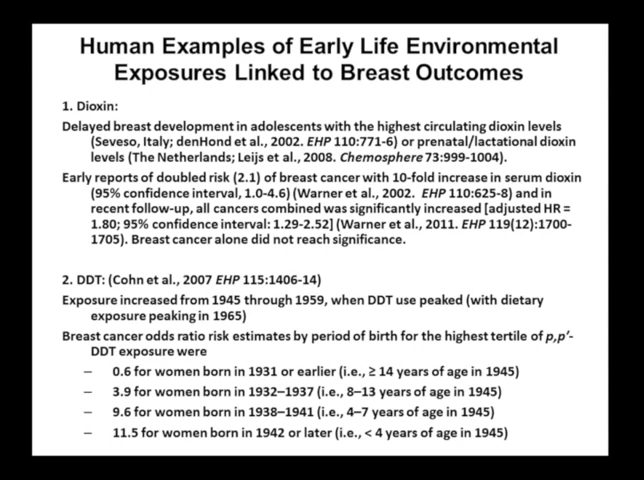 Human Examples of Early Life Environmental
Exposures Linked to Breast Outcomes
1. Dioxin:
Delayed breast development in adolescents with the highest circulating dioxin levels
(Seveso, Italy; denHond et al., 2002. EHP 110:771-6) or prenatal/lactational dioxin
levels (The Netherlands; Leijs et al., 2008. Chemosphere 73:999-1004).
Early reports of doubled risk (2.1) of breast cancer with 10-fold increase in serum dioxin
(95% confidence interval, 1.0-4.6) (Warner et al., 2002. EHP 110:625-8) and in
recent follow-up, all cancers combined was significantly increased [adjusted HR =
1.80; 95% confidence interval: 1.29-2.52] (Warner et al., 2011. EHP 119(12):1700-
1705). Breast cancer alone did not reach significance.
2. DDT: (Cohn et al., 2007 EHP 115:1406-14)
Exposure increased from 1945 through 1959, when DDT use peaked (with dietary
exposure peaking in 1965)
Breast cancer odds ratio risk estimates by period of birth for the highest tertile of p,p′-
DDT exposure were
– 0.6 for women born in 1931 or earlier (i.e., ≥ 14 years of age in 1945)
– 3.9 for women born in 1932–1937 (i.e., 8–13 years of age in 1945)
– 9.6 for women born in 1938–1941 (i.e., 4–7 years of age in 1945)
– 11.5 for women born in 1942 or later (i.e., < 4 years of age in 1945)